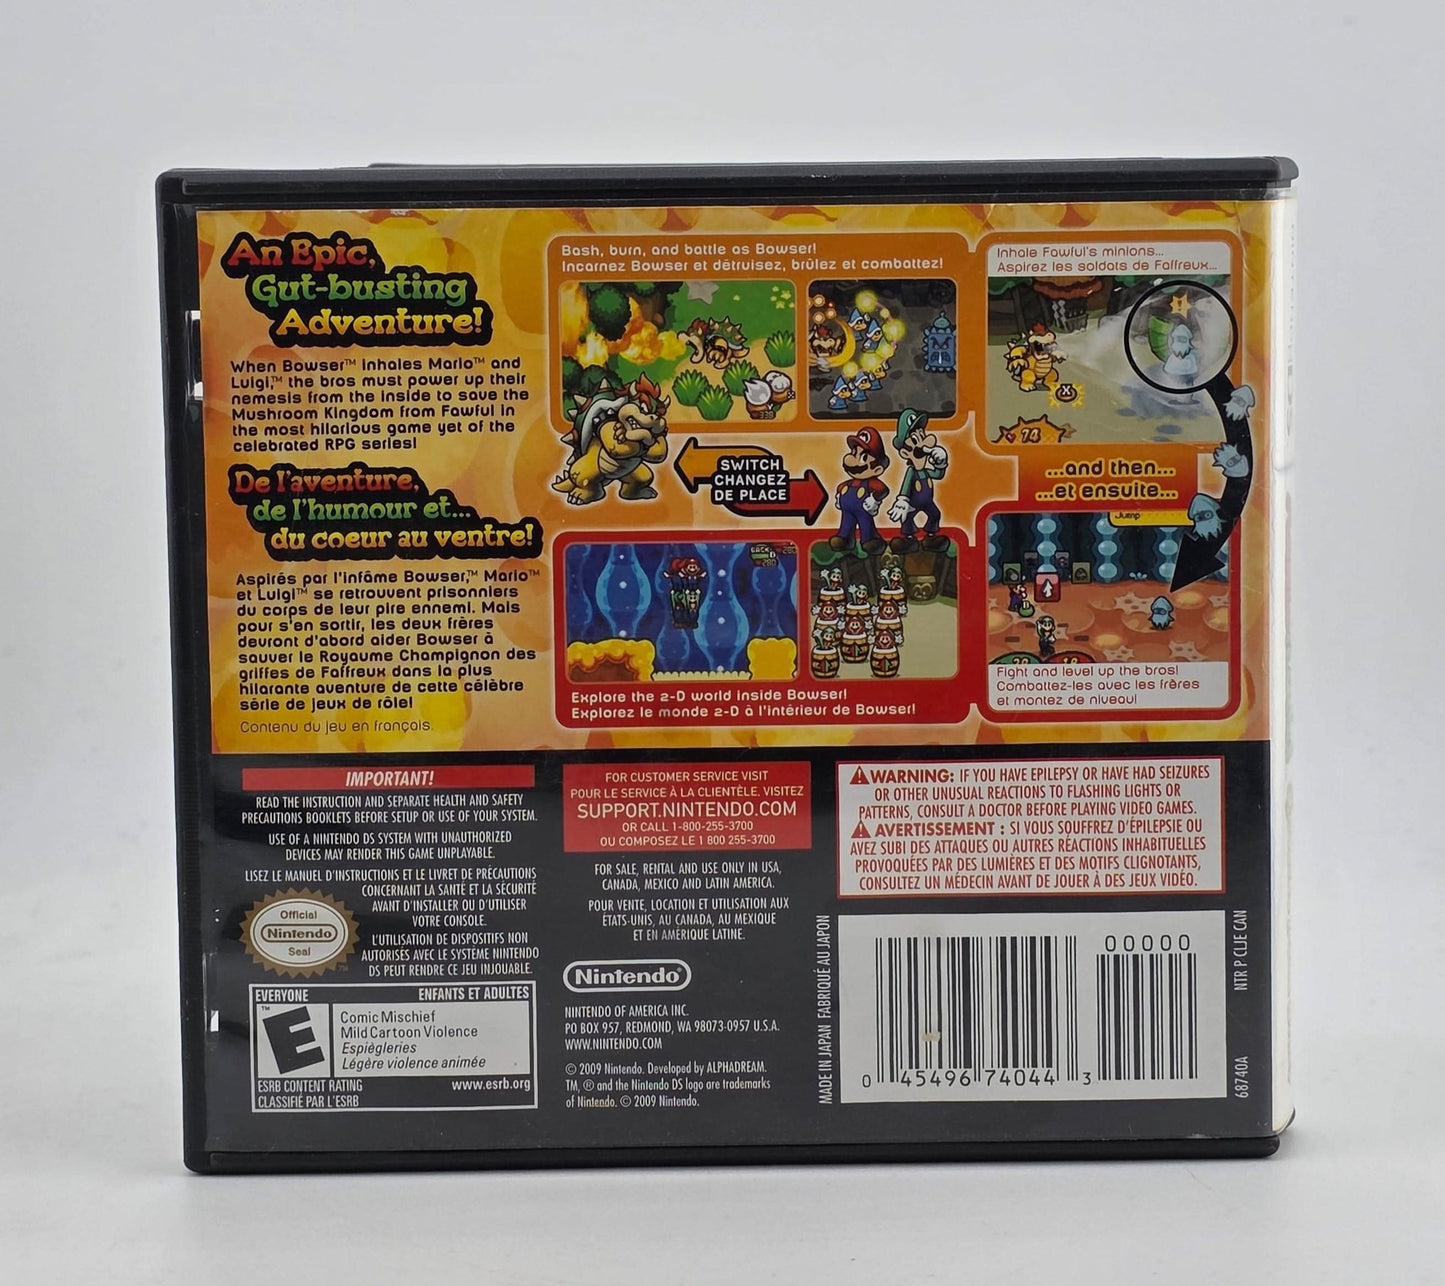 An Epic,
Gut-busting
Adventure!
When Bowser™ inhales Mario™ and
Luigi,™ the bros must power up their
nemesis from the inside to save the
Mushroom Kingdom from Fawful in
the most hilarious game yet of the
celebrated RPG series!
De l'aventure,
de l'humour et...
du coeur au ventre!
Aspirés par l'infâme Bowser,™ Mario™
et Luigi™ se retrouvent prisonniers
du corps de leur pire ennemi. Mais
pour s'en sortir, les deux frères
devront d'abord aider Bowser à
sauver le Royaume Champignon des
griffes de Faffreux dans la plus
hilarante aventure de cette célèbre
série de jeux de rôle!
Contenu du jeu en français.
Bash, burn, and battle as Bowser!
Incarnez Bowser et détruisez, brûlez et combattez!
SWITCH
CHANGEZ
DE PLACE
Explore the 2-D world inside Bowser!
Explorez le monde 2-D à l'intérieur de Bowser!
Inhale Fawful's minions...
Aspirez les soldats de Faffreux...
74
...and then...
...et ensuite...
Jump
Fight and level up the bros!
Combattez-les avec les frères
et montez de niveau!
IMPORTANT!
READ THE INSTRUCTION AND SEPARATE HEALTH AND SAFETY
PRECAUTIONS BOOKLETS BEFORE SETUP OR USE OF YOUR SYSTEM.
USE OF A NINTENDO DS SYSTEM WITH UNAUTHORIZED
DEVICES MAY RENDER THIS GAME UNPLAYABLE.
LISEZ LE MANUEL D'INSTRUCTIONS ET LE LIVRET DE PRÉCAUTIONS
CONCERNANT LA SANTÉ ET LA SÉCURITÉ
AVANT D'INSTALLER OU D'UTILISER
VOTRE CONSOLE.
L'UTILISATION DE DISPOSITIFS NON
AUTORISÉS AVEC LE SYSTÈME NINTENDO
DS PEUT RENDRE CE JEU INJOUABLE.
Official
Nintendo
Seal
EVERYONE ENFANTS ET ADULTES
E
Comic Mischief
Mild Cartoon Violence
Espiègleries
Légère violence animée
ESRB CONTENT RATING www.esrb.org
CLASSIFIÉ PAR L'ESRB
FOR CUSTOMER SERVICE VISIT
POUR LE SERVICE À LA CLIENTÈLE, VISITEZ
SUPPORT.NINTENDO.COM
OR CALL 1-800-255-3700
OU COMPOSEZ LE 1 800 255-3700
FOR SALE, RENTAL AND USE ONLY IN USA,
CANADA, MEXICO AND LATIN AMERICA.
POUR VENTE, LOCATION ET UTILISATION AUX
ÉTATS-UNIS, AU CANADA, AU MEXIQUE
ET EN AMÉRIQUE LATINE.
Nintendo®
NINTENDO OF AMERICA INC.
PO BOX 957, REDMOND, WA 98073-0957 U.S.A.
WWW.NINTENDO.COM
© 2009 Nintendo. Developed by ALPHADREAM.
TM, ® and the Nintendo DS logo are trademarks
of Nintendo. © 2009 Nintendo.
WARNING: IF YOU HAVE EPILEPSY OR HAVE HAD SEIZURES
OR OTHER UNUSUAL REACTIONS TO FLASHING LIGHTS OR
PATTERNS, CONSULT A DOCTOR BEFORE PLAYING VIDEO GAMES.
AVERTISSEMENT : SI VOUS SOUFFREZ D'ÉPILEPSIE OU
AVEZ SUBI DES ATTAQUES OU AUTRES RÉACTIONS INHABITUELLES
PROVOQUÉES PAR DES LUMIÈRES ET DES MOTIFS CLIGNOTANTS,
CONSULTEZ UN MÉDECIN AVANT DE JOUER À DES JEUX VIDÉO.
MADE IN JAPAN FABRIQUÉ AU JAPON
00000
0 45496 74044 3
NTR P CLJE CAN
68740A